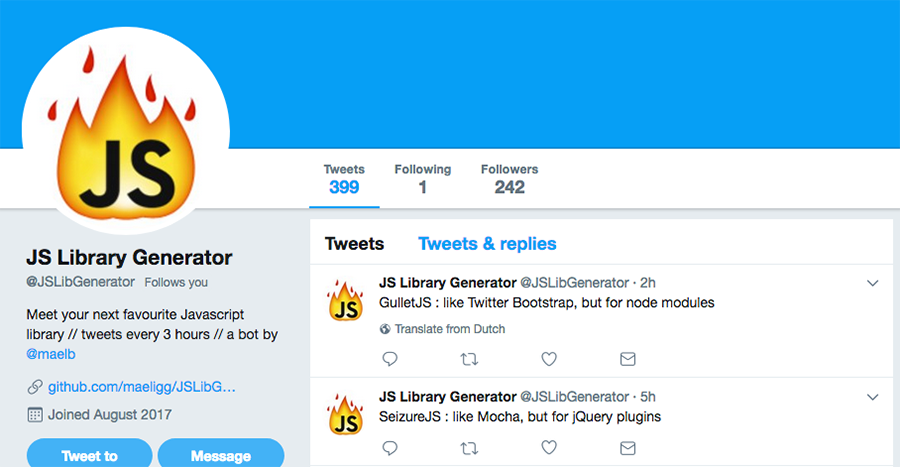 JS
Tweets
Following
Followers
399
1
242
JS Library Generator
@JSLibGenerator Follows you
Meet your next favourite Javascript
library // tweets every 3 hours // a bot by
@maelb
github.com/maeligg/JSLibG…
Joined August 2017
Tweet to
Message
Tweets
Tweets & replies
JS
JS Library Generator @JSLibGenerator · 2h
GulletJS : like Twitter Bootstrap, but for node modules
Translate from Dutch
JS
JS Library Generator @JSLibGenerator · 5h
SeizureJS : like Mocha, but for jQuery plugins